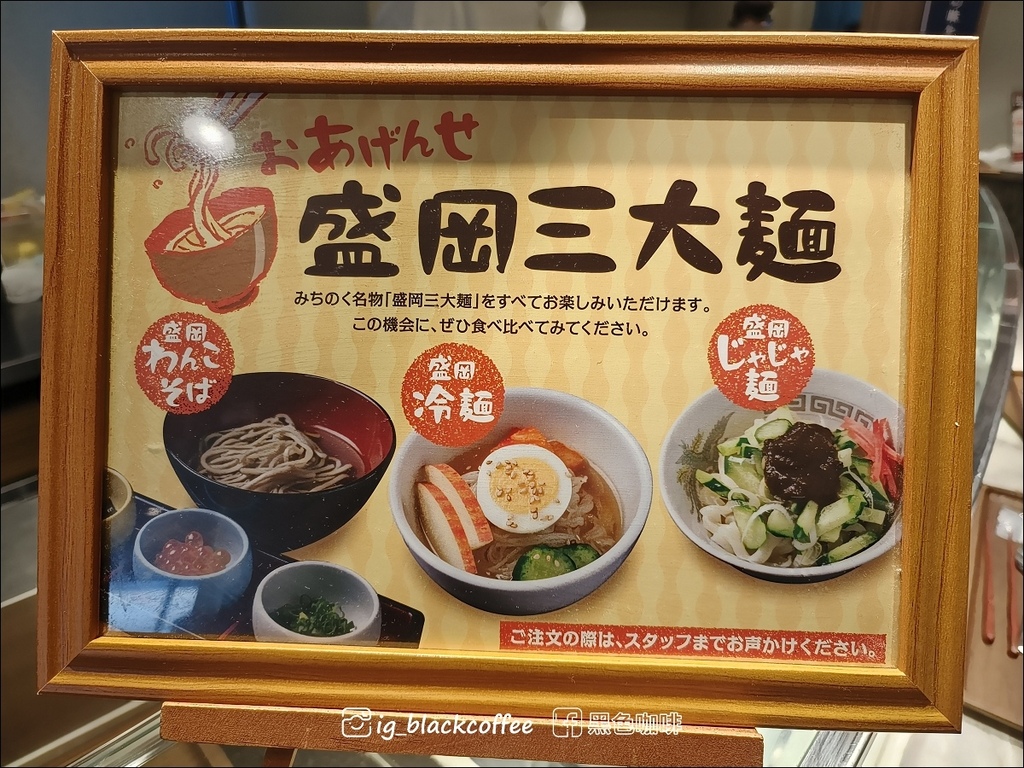 おあげんせ
盛岡三大麺
みちのく名物「盛岡三大麺」をすべてお楽しみいただけます。
この機会に、ぜひ食べ比べてみてください。
盛岡
わんこ
そば
盛岡
冷麺
盛岡
じゃじゃ
麺
ご注文の際は、スタッフまでお声かけください。
ig_blackcoffee 黑色咖啡